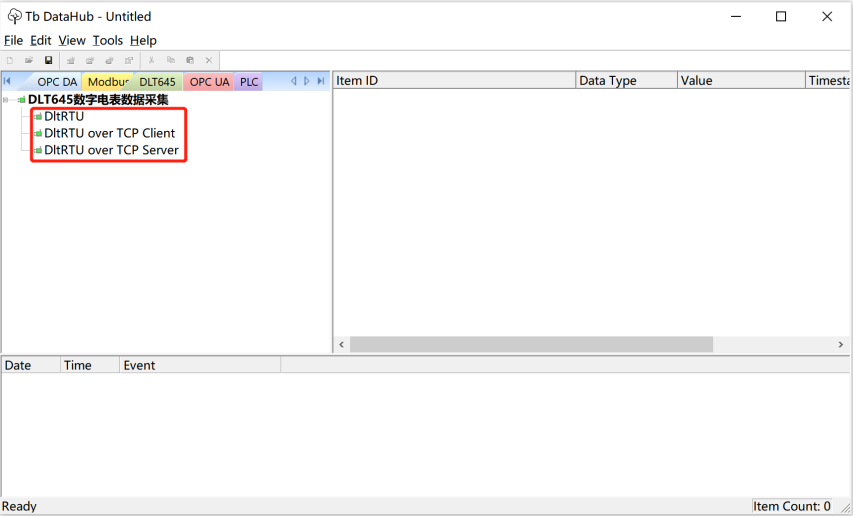 Tb DataHub - Untitled
File Edit View Tools Help
OPC DA Modbus DLT645 OPC UA PLC
Item ID Data Type Value Timesta
DLT645数字电表数据采集
DltRTU
DltRTU over TCP Client
DltRTU over TCP Server
Date Time Event
Ready Item Count: 0